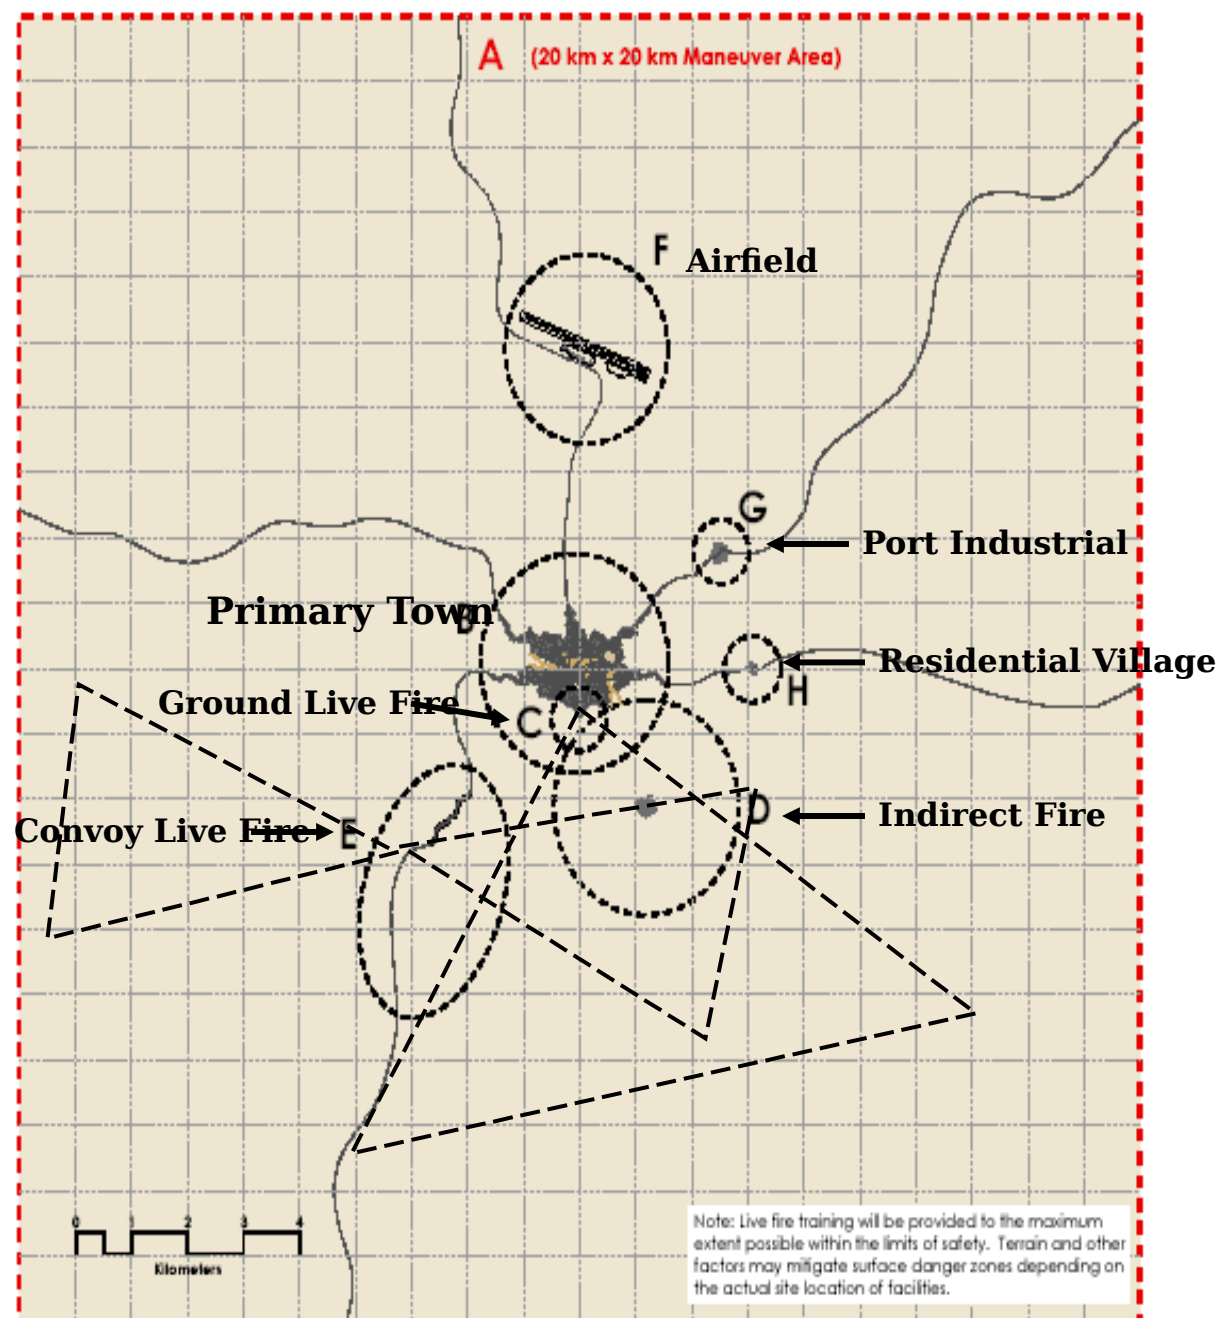 A (20 km x 20 km Maneuver Area)
F Airfield
G
Port Industrial
Primary Town
B
Residential Village
H
Ground Live Fire
C
D
Indirect Fire
Convoy Live Fire
E
0 1 2 3 4
Kilometers
Note: Live fire training will be provided to the maximum
extent possible within the limits of safety. Terrain and other
factors may mitigate surface danger zones depending on
the actual site location of facilities.